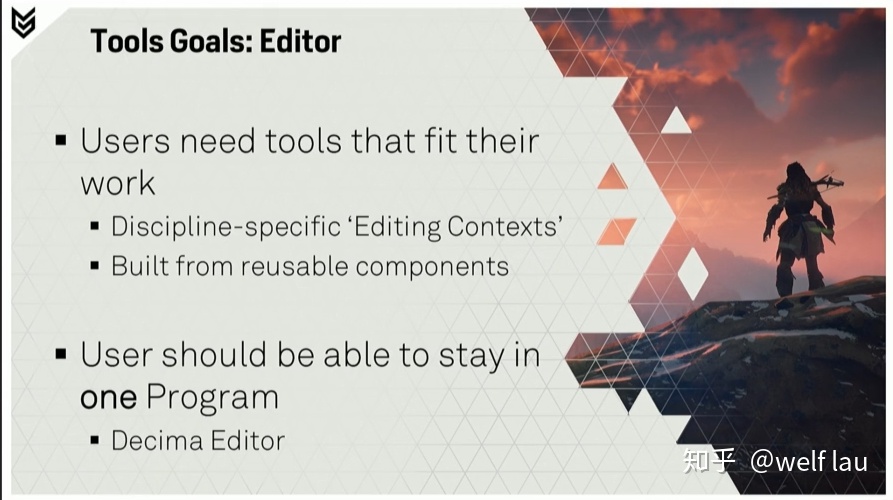 Tools Goals: Editor
Users need tools that fit their
work
Discipline-specific ‘Editing Contexts’
Built from reusable components
User should be able to stay in
one Program
Decima Editor
知乎 @welf lau